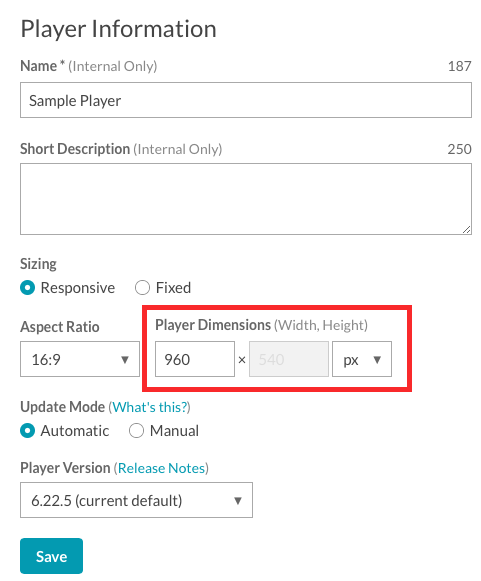 Player Information
Name * (Internal Only) 187
Sample Player
Short Description (Internal Only) 250
Sizing
Responsive Fixed
Aspect Ratio Player Dimensions (Width, Height)
16:9 960 × 540 px
Update Mode (What's this?)
Automatic Manual
Player Version (Release Notes)
6.22.5 (current default)
Save